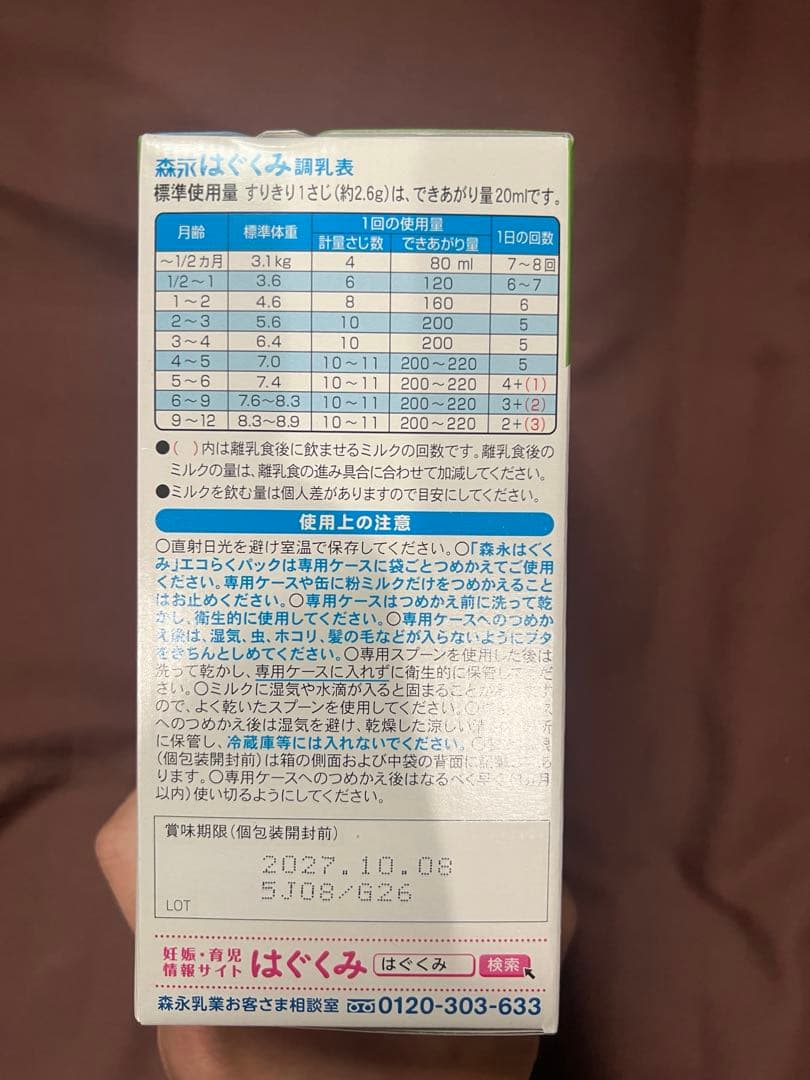 森永はぐくみ 調乳表
標準使用量 すりきり1さじ(約2.6g)は、できあがり量20mlです。
月齢 標準体重 1回の使用量 1日の回数
計量さじ数 できあがり量
～1/2カ月 3.1kg 4 80 ml 7～8回
1/2～1 3.6 6 120 6～7
1～2 4.6 8 160 6
2～3 5.6 10 200 5
3～4 6.4 10 200 5
4～5 7.0 10～11 200～220 5
5～6 7.4 10～11 200～220 4+(1)
6～9 7.6～8.3 10～11 200～220 3+(2)
9～12 8.3～8.9 10～11 200～220 2+(3)
●( )内は離乳食後に飲ませるミルクの回数です。離乳食後の
ミルクの量は、離乳食の進み具合に合わせて加減してください。
●ミルクを飲む量は個人差がありますので目安にしてください。
使用上の注意
○直射日光を避け室温で保存してください。○「森永はぐく
み」エコらくパックは専用ケースに袋ごとつめかえてご使用
ください。専用ケースや缶に粉ミルクだけをつめかえること
はお止めください。○専用ケースはつめかえ前に洗って乾
かし、衛生的に使用してください。○専用ケースへのつめか
え後は、湿気、虫、ホコリ、髪の毛などが入らないようにフタ
をきちんとしめてください。○専用スプーンを使用した後は
洗って乾かし、専用ケースに入れずに衛生的に保管して
さい。○ミルクに湿気や水滴が入ると固まること
ので、よく乾いたスプーンを使用してください。
へのつめかえ後は湿気を避け、乾燥した涼しい
に保管し、冷蔵庫等には入れないでください。
(個包装開封前)は箱の側面および中袋の背面に
ります。○専用ケースへのつめかえ後はなるべく早く
以内)使い切るようにしてください。
賞味期限(個包装開封前)
2027.10.08
5J08/G26
LOT
妊娠・育児
情報サイト はぐくみ はぐくみ 検索
森永乳業お客さま相談室 0120-303-633